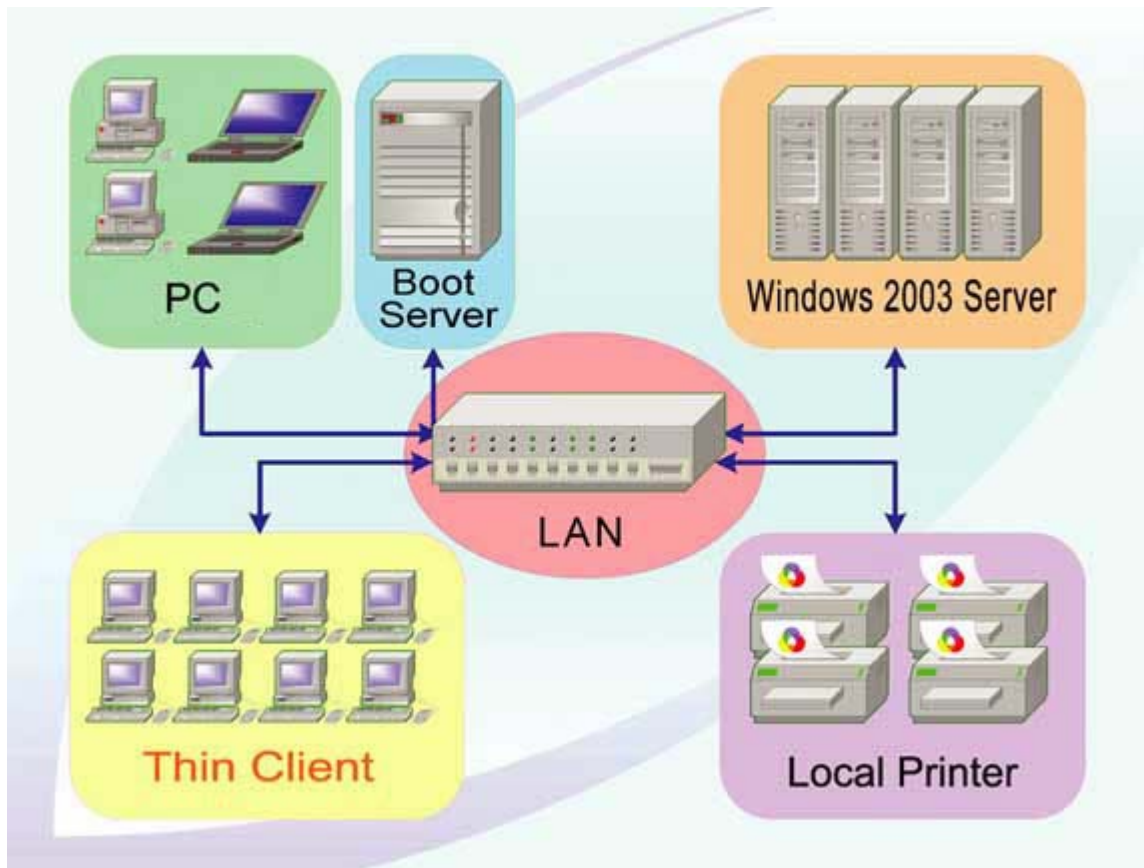 PC
Boot
Server
Windows 2003 Server
LAN
Thin Client
Local Printer